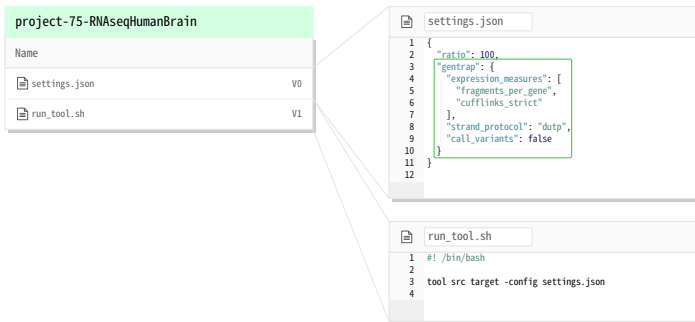 project-75-RNAseqHumanBrain
Name
settings.json V0
run_tool.sh V1
settings.json
1 {
2 "ratio": 100,
3 "gentrap": {
4 "expression_measures": [
5 "fragments_per_gene",
6 "cufflinks_strict"
7 ],
8 "strand_protocol": "dutp",
9 "call_variants": false
10 }
11 }
12
run_tool.sh
1 #! /bin/bash
2
3 tool src target -config settings.json
4